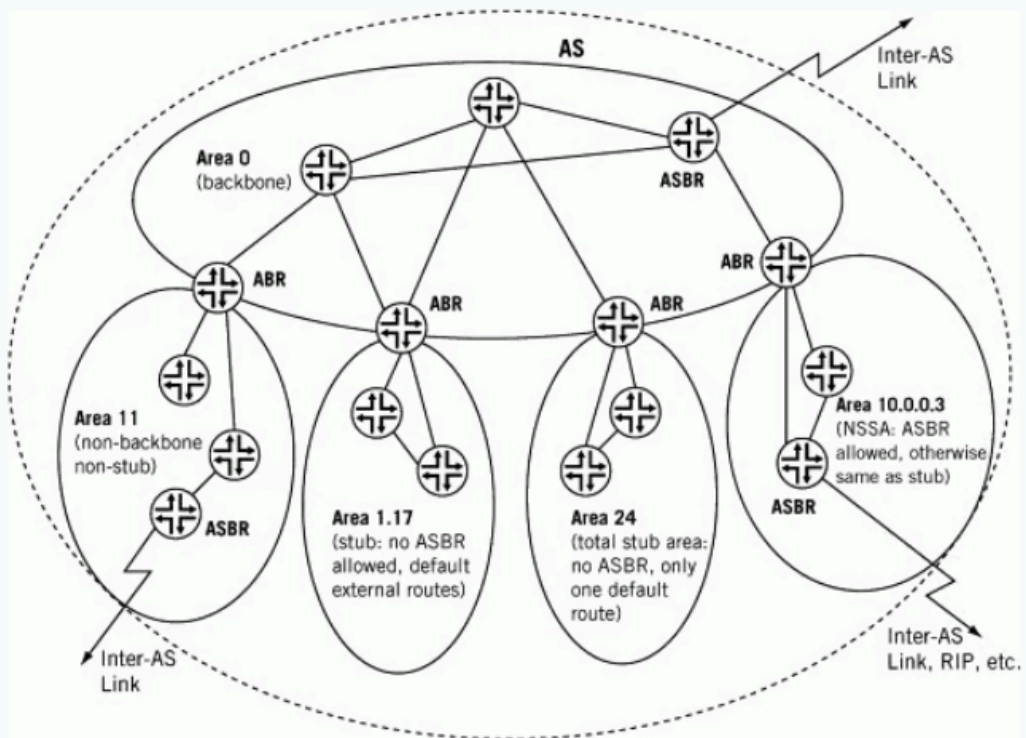 AS
Inter-AS
Link
Area 0
(backbone)
ASBR
ABR
ABR
ABR
ABR
Area 11
(non-backbone
non-stub)
ASBR
Area 1.17
(stub: no ASBR
allowed, default
external routes)
Area 24
(total stub area:
no ASBR, only
one default
route)
Area 10.0.0.3
(NSSA: ASBR
allowed, otherwise
same as stub)
ASBR
Inter-AS
Link
Inter-AS
Link, RIP, etc.